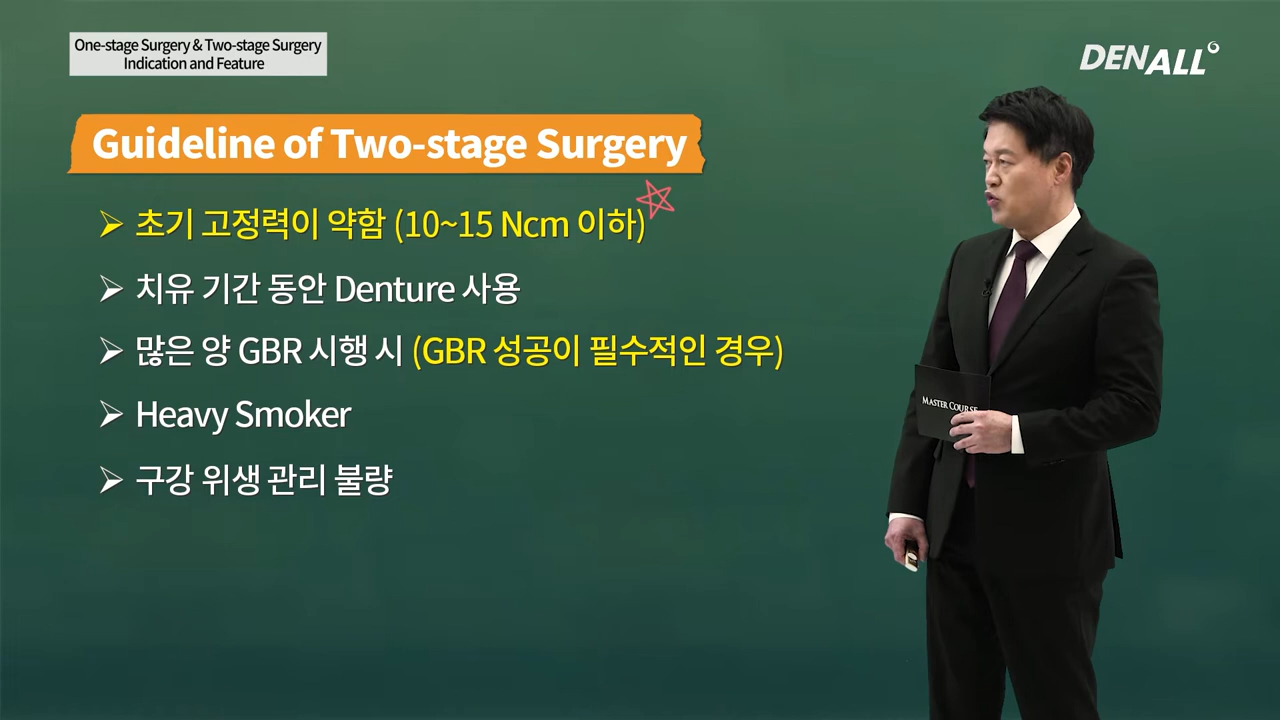 One-stage Surgery & Two-stage Surgery
Indication and Feature
DENALL
Guideline of Two-stage Surgery
➢ 초기 고정력이 약함 (10~15 Ncm 이하)
➢ 치유 기간 동안 Denture 사용
➢ 많은 양 GBR 시행 시 (GBR 성공이 필수적인 경우)
➢ Heavy Smoker
➢ 구강 위생 관리 불량
MASTER COURSE